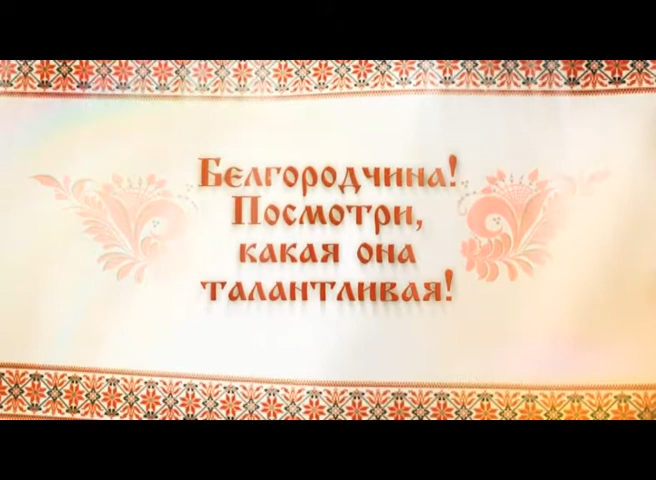 Белгородчина!
Посмотри,
какая она
талантливая!